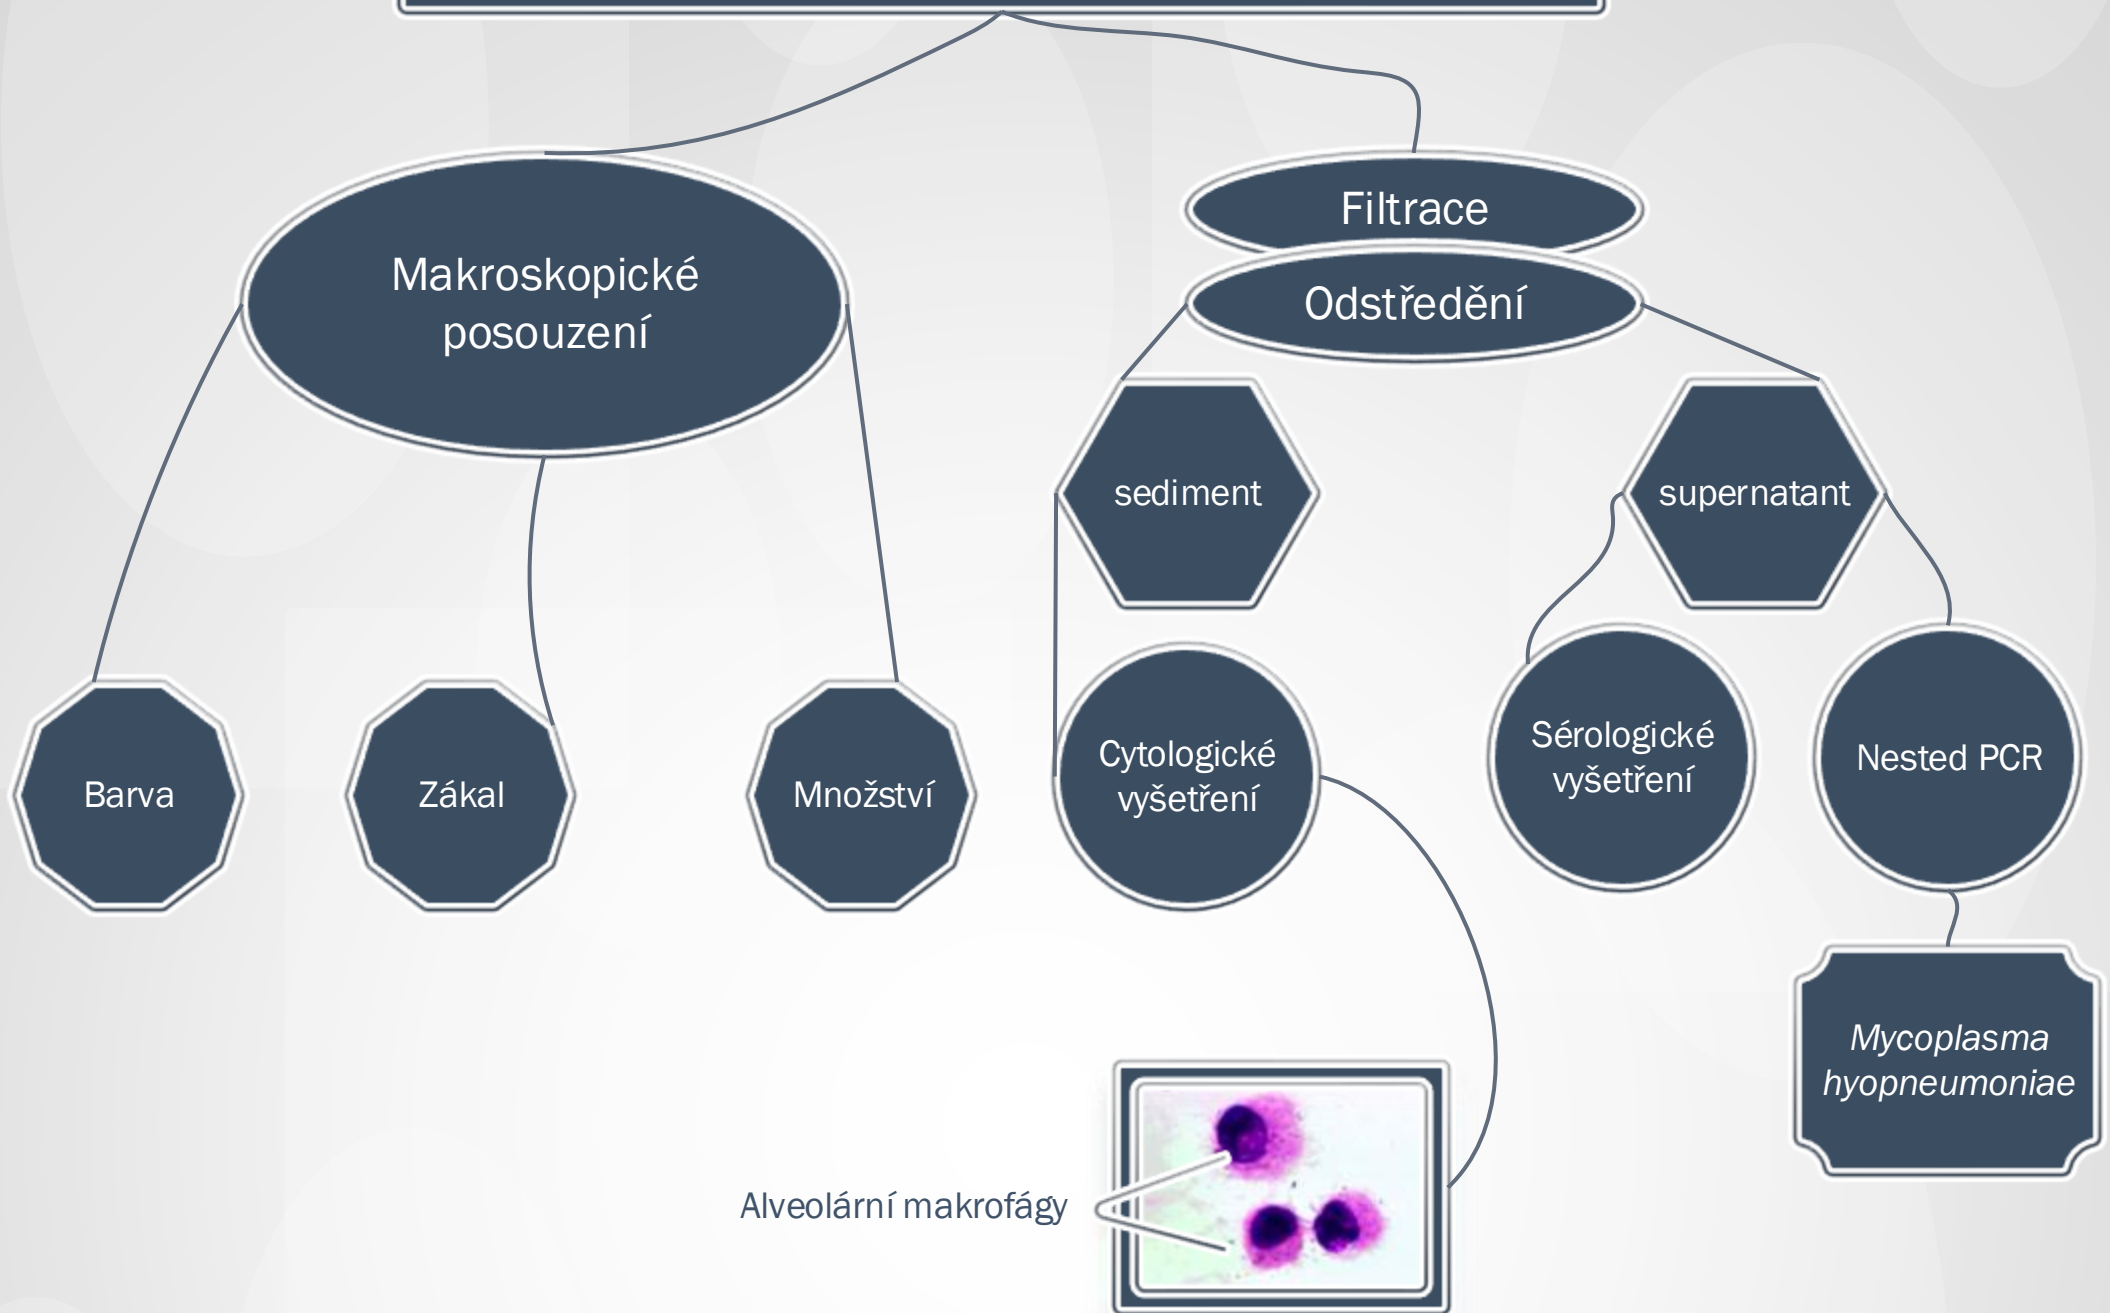 Makroskopické
posouzení
Filtrace
Odstředění
sediment
supernatant
Barva
Zákal
Množství
Cytologické
vyšetření
Sérologické
vyšetření
Nested PCR
Mycoplasma
hyopneumoniae
Alveolární makrofágy